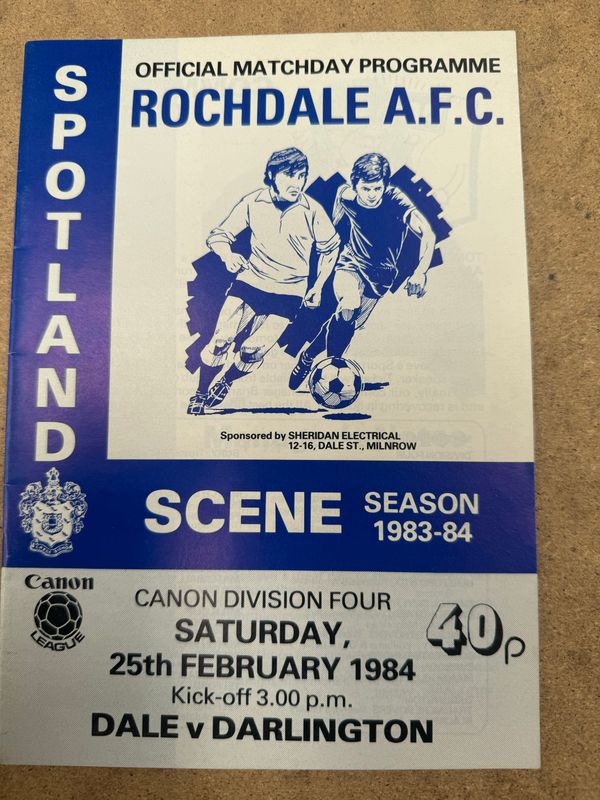 OFFICIAL MATCHDAY PROGRAMME
ROCHDALE A.F.C.
SPOTLAND
Sponsored by SHERIDAN ELECTRICAL
12-16, DALE ST., MILNROW
SCENE
SEASON
1983-84
Canon
LEAGUE
CANON DIVISION FOUR
40p
SATURDAY,
25th FEBRUARY 1984
Kick-off 3.00 p.m.
DALE v DARLINGTON